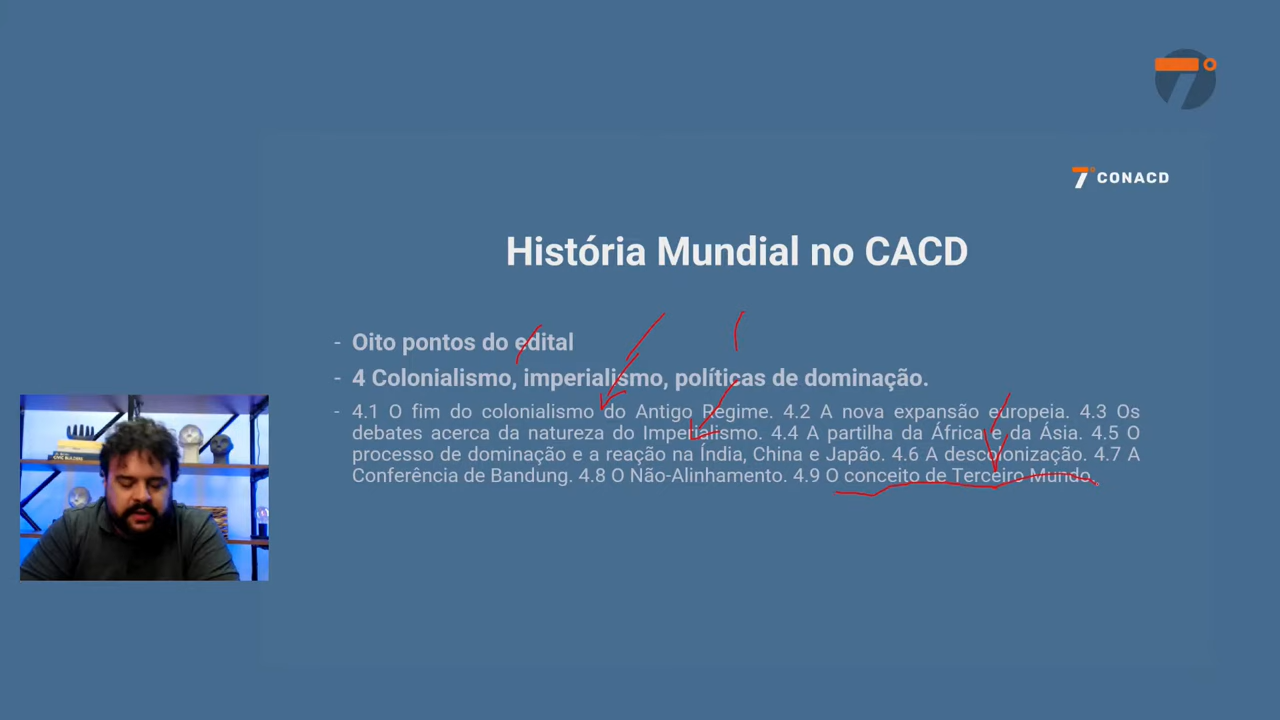 7°
7° CONACD
História Mundial no CACD
- Oito pontos do edital
- 4 Colonialismo, imperialismo, políticas de dominação.
- 4.1 O fim do colonialismo do Antigo Regime. 4.2 A nova expansão europeia. 4.3 Os
debates acerca da natureza do Imperialismo. 4.4 A partilha da África e da Ásia. 4.5 O
processo de dominação e a reação na Índia, China e Japão. 4.6 A descolonização. 4.7 A
Conferência de Bandung. 4.8 O Não-Alinhamento. 4.9 O conceito de Terceiro Mundo.